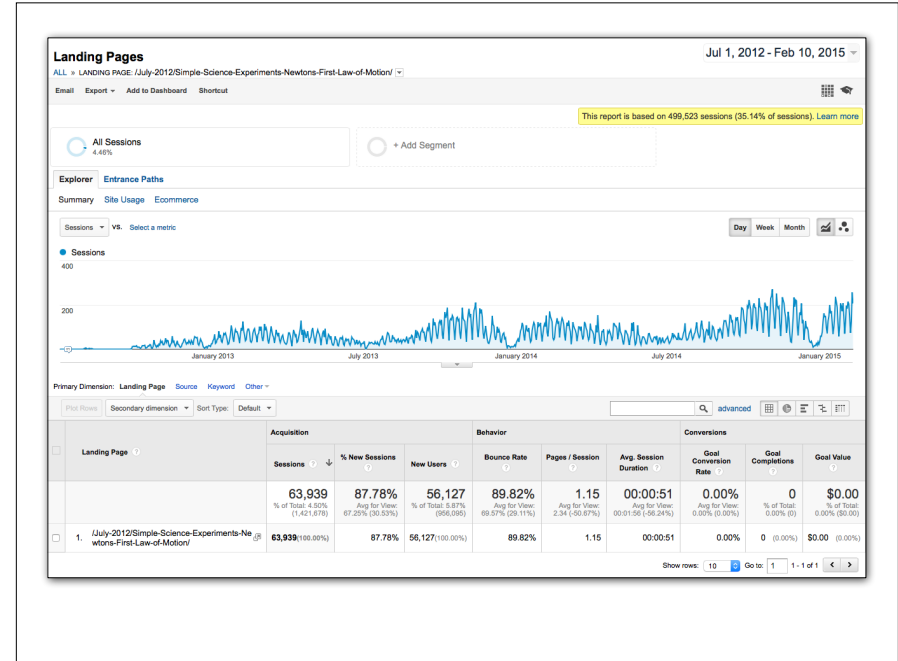 Landing Pages
Jul 1, 2012 - Feb 10, 2015
ALL » LANDING PAGE: /July-2012/Simple-Science-Experiments-Newtons-First-Law-of-Motion/
Email Export Add to Dashboard Shortcut
This report is based on 499,523 sessions (35.14% of sessions). Learn more
All Sessions
4.46%
+ Add Segment
Explorer Entrance Paths
Summary Site Usage Ecommerce
Sessions VS. Select a metric
Day Week Month
Sessions
400
200
January 2013 July 2013 January 2014 July 2014 January 2015
Primary Dimension: Landing Page Source Keyword Other
Plot Rows Secondary dimension Sort Type: Default advanced
Landing Page
Acquisition Behavior Conversions
Sessions % New Sessions New Users Bounce Rate Pages / Session Avg. Session Duration Goal Conversion Rate Goal Completions Goal Value
63,939 87.78% 56,127 89.82% 1.15 00:00:51 0.00% 0 $0.00
% of Total: 4.50% Avg for View: % of Total: 5.87% Avg for View: Avg for View: Avg for View: Avg for View: % of Total: % of Total:
(1,421,678) 67.25% (30.53%) (956,095) 69.57% (29.11%) 2.34 (-50.87%) 00:01:56 (-56.24%) 0.00% (0.00%) 0.00% (0) 0.00% ($0.00)
1. /July-2012/Simple-Science-Experiments-Ne
wtons-First-Law-of-Motion/
63,939(100.00%) 87.78% 56,127(100.00%) 89.82% 1.15 00:00:51 0.00% 0 (0.00%) $0.00 (0.00%)
Show rows: 10 Go to: 1 1 - 1 of 1